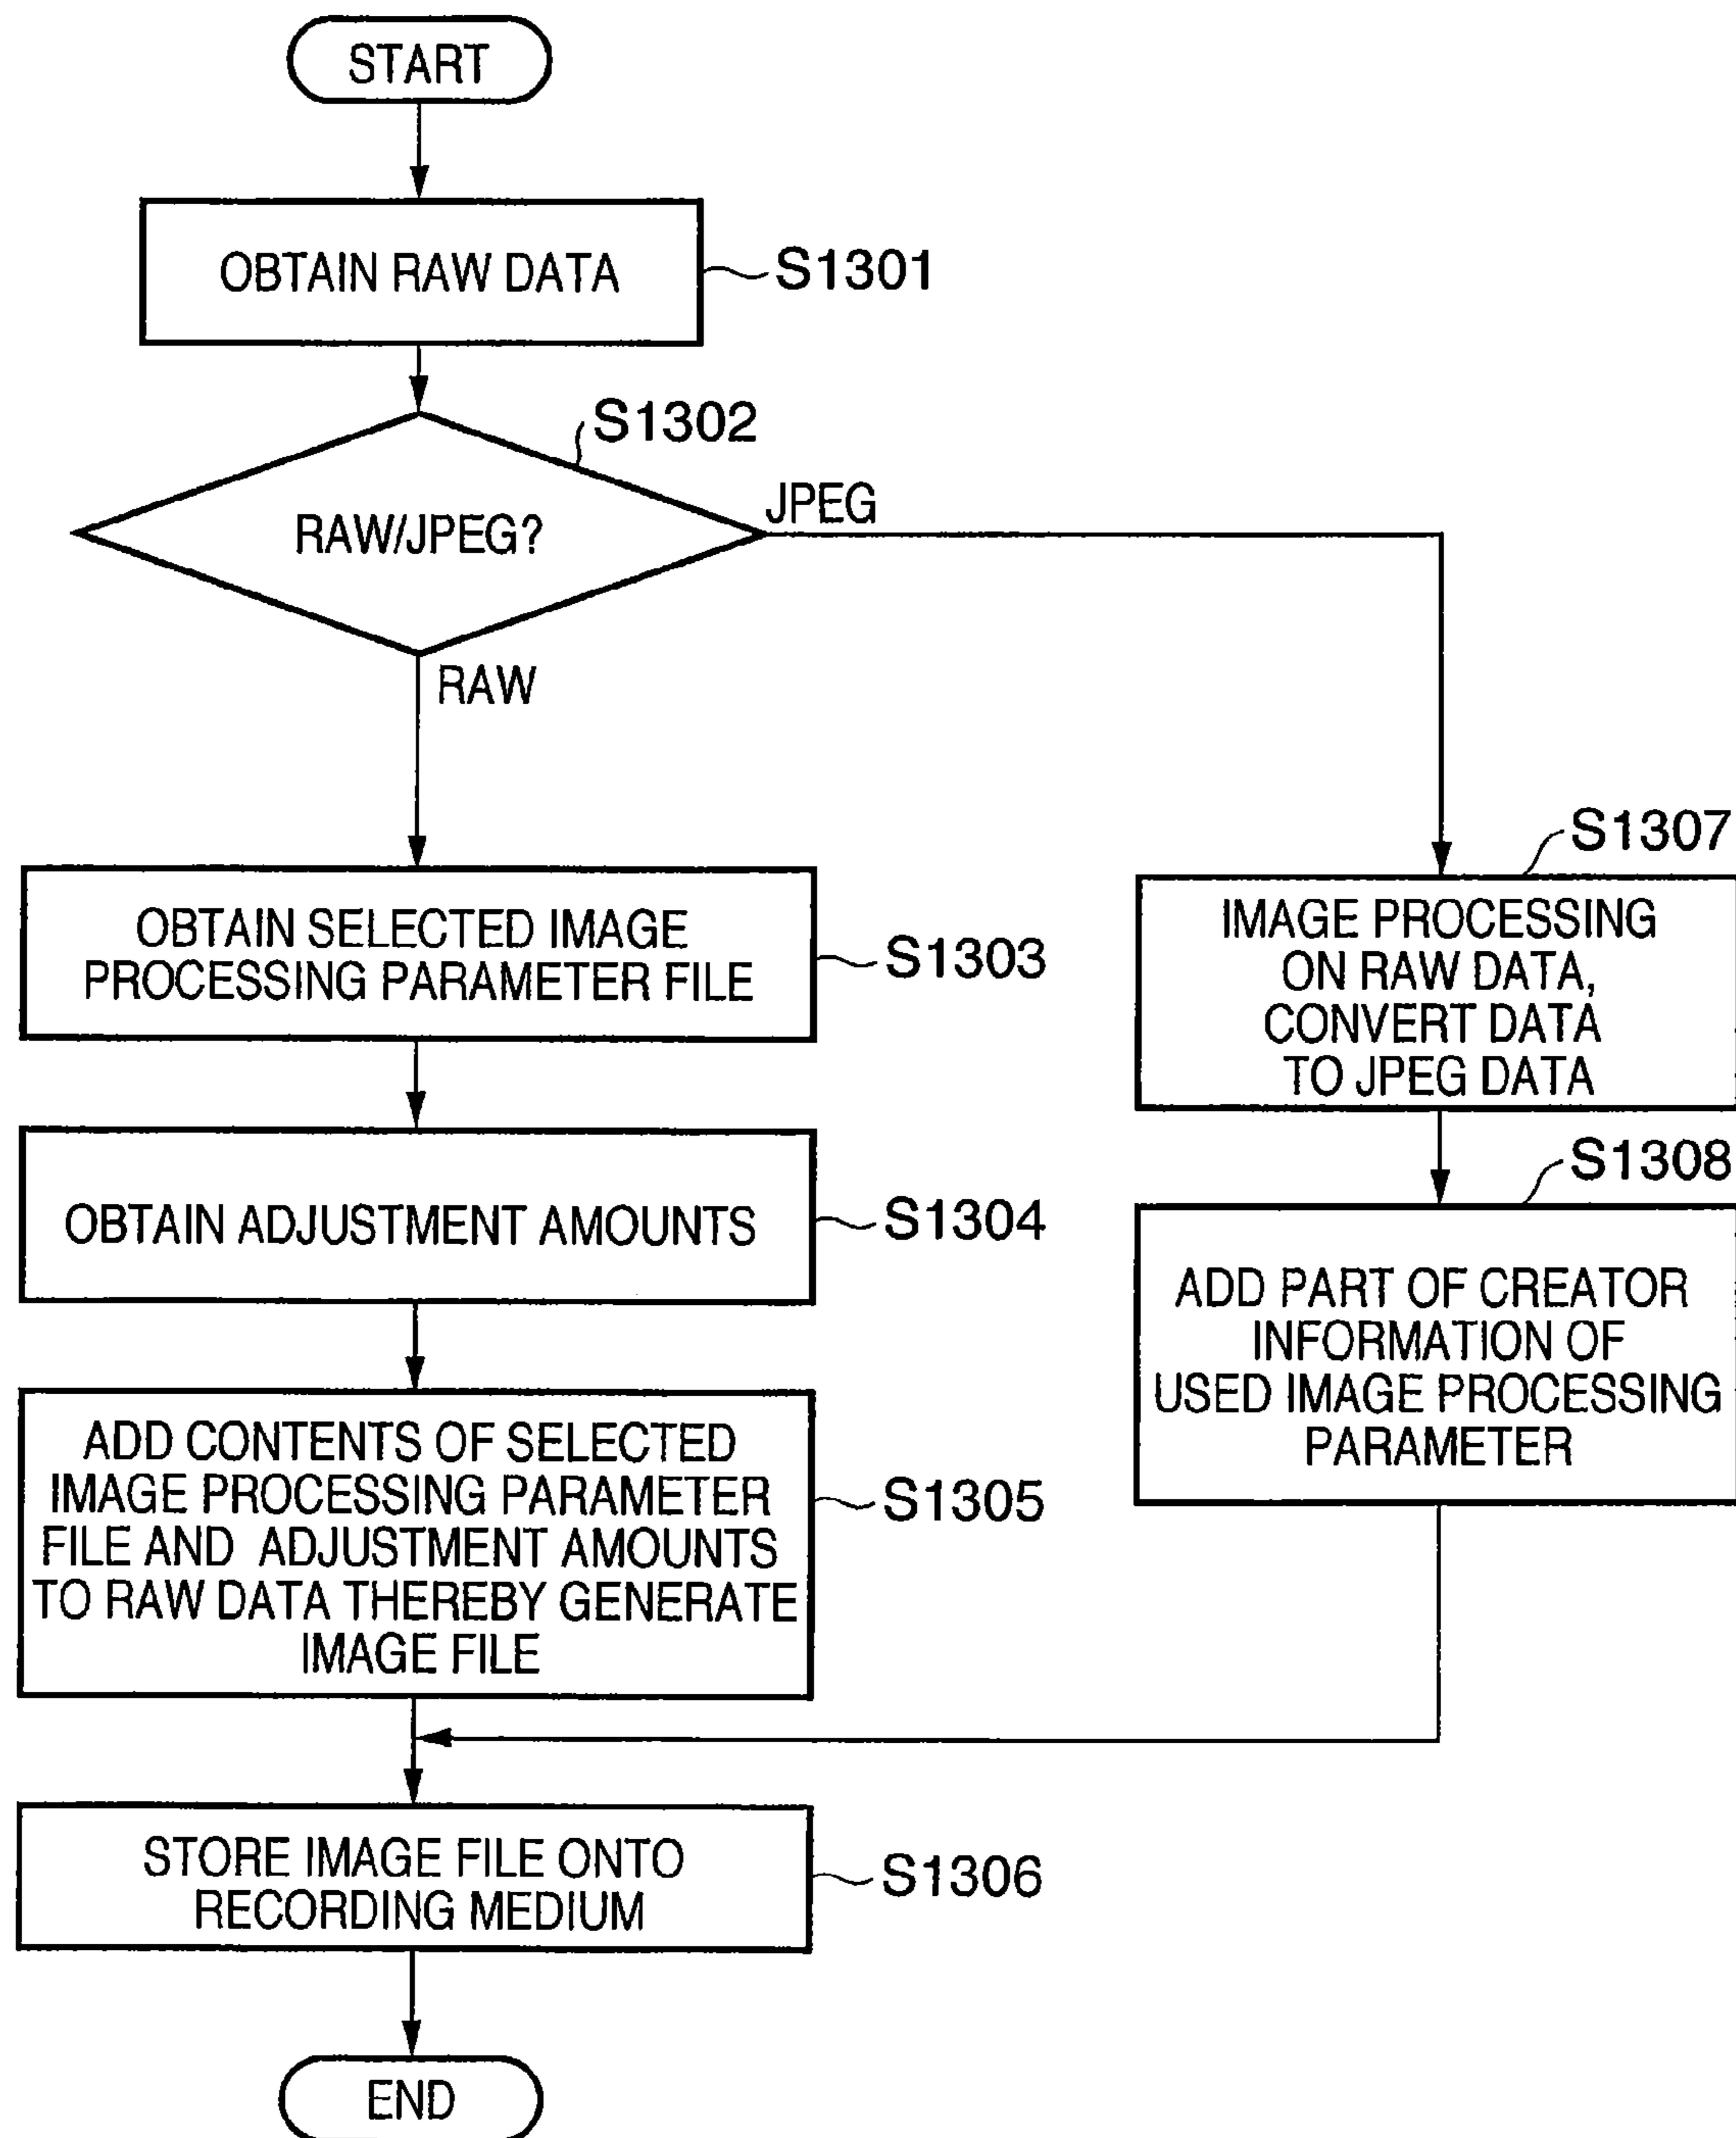 START
OBTAIN RAW DATA
S1301
S1302
RAW/JPEG?
JPEG
RAW
OBTAIN SELECTED IMAGE
PROCESSING PARAMETER FILE
S1303
OBTAIN ADJUSTMENT AMOUNTS
S1304
ADD CONTENTS OF SELECTED
IMAGE PROCESSING PARAMETER
FILE AND ADJUSTMENT AMOUNTS
TO RAW DATA THEREBY GENERATE
IMAGE FILE
S1305
S1307
IMAGE PROCESSING
ON RAW DATA,
CONVERT DATA
TO JPEG DATA
S1308
ADD PART OF CREATOR
INFORMATION OF
USED IMAGE PROCESSING
PARAMETER
STORE IMAGE FILE ONTO
RECORDING MEDIUM
S1306
END